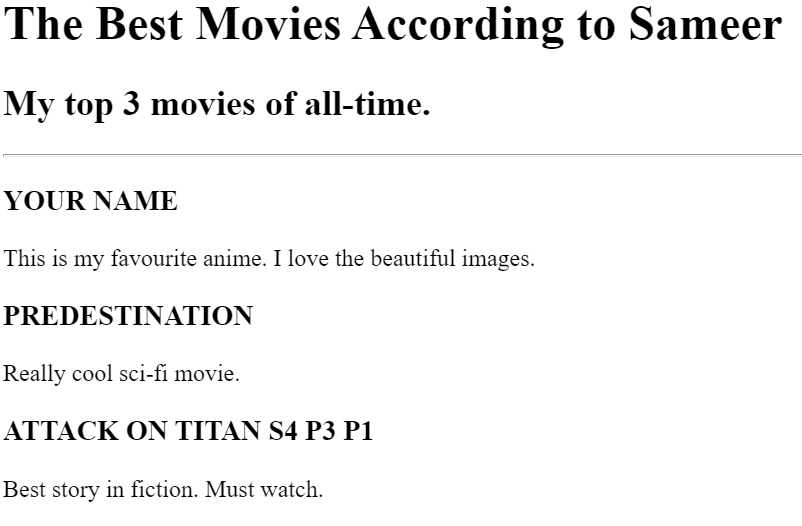 The Best Movies According to Sameer
My top 3 movies of all-time.
YOUR NAME
This is my favourite anime. I love the beautiful images.
PREDESTINATION
Really cool sci-fi movie.
ATTACK ON TITAN S4 P3 P1
Best story in fiction. Must watch.